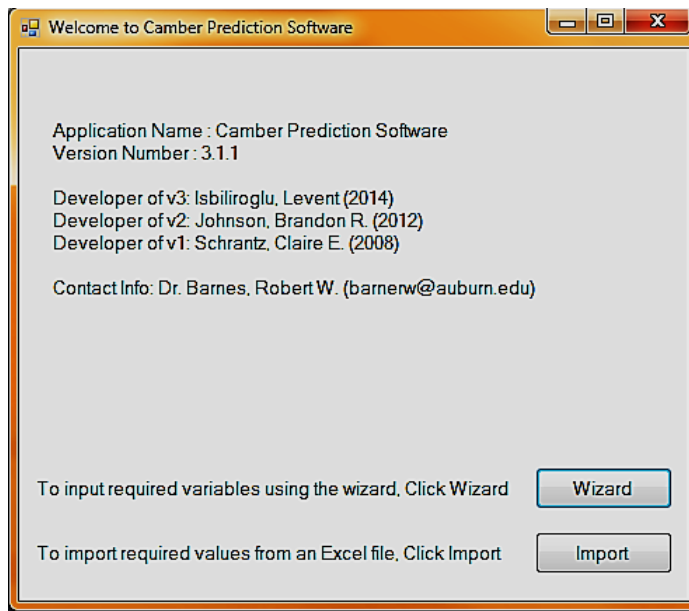 Welcome to Camber Prediction Software
Application Name : Camber Prediction Software
Version Number : 3.1.1
Developer of v3: Isbiliroglu, Levent (2014)
Developer of v2: Johnson, Brandon R. (2012)
Developer of v1: Schrantz, Claire E. (2008)
Contact Info: Dr. Barnes, Robert W. (barnerw@auburn.edu)
To input required variables using the wizard, Click Wizard
Wizard
To import required values from an Excel file, Click Import
Import